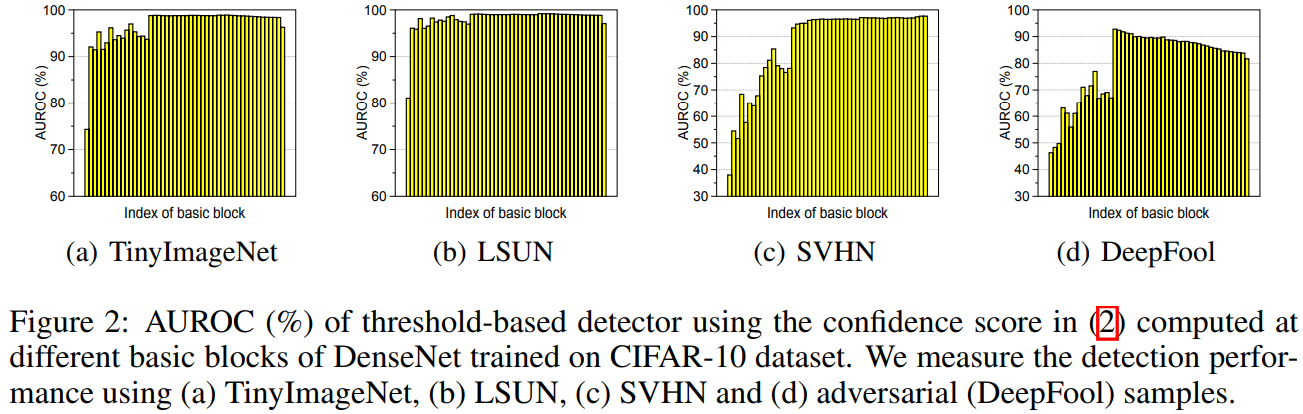 100
90
80
70
60
AUROC (%)
Index of basic block
(a) TinyImageNet
100
90
80
70
60
AUROC (%)
Index of basic block
(b) LSUN
100
90
80
70
60
50
40
30
AUROC (%)
Index of basic block
(c) SVHN
100
90
80
70
60
50
40
30
AUROC (%)
Index of basic block
(d) DeepFool
Figure 2: AUROC (%) of threshold-based detector using the confidence score in (2) computed at
different basic blocks of DenseNet trained on CIFAR-10 dataset. We measure the detection perfor-
mance using (a) TinyImageNet, (b) LSUN, (c) SVHN and (d) adversarial (DeepFool) samples.